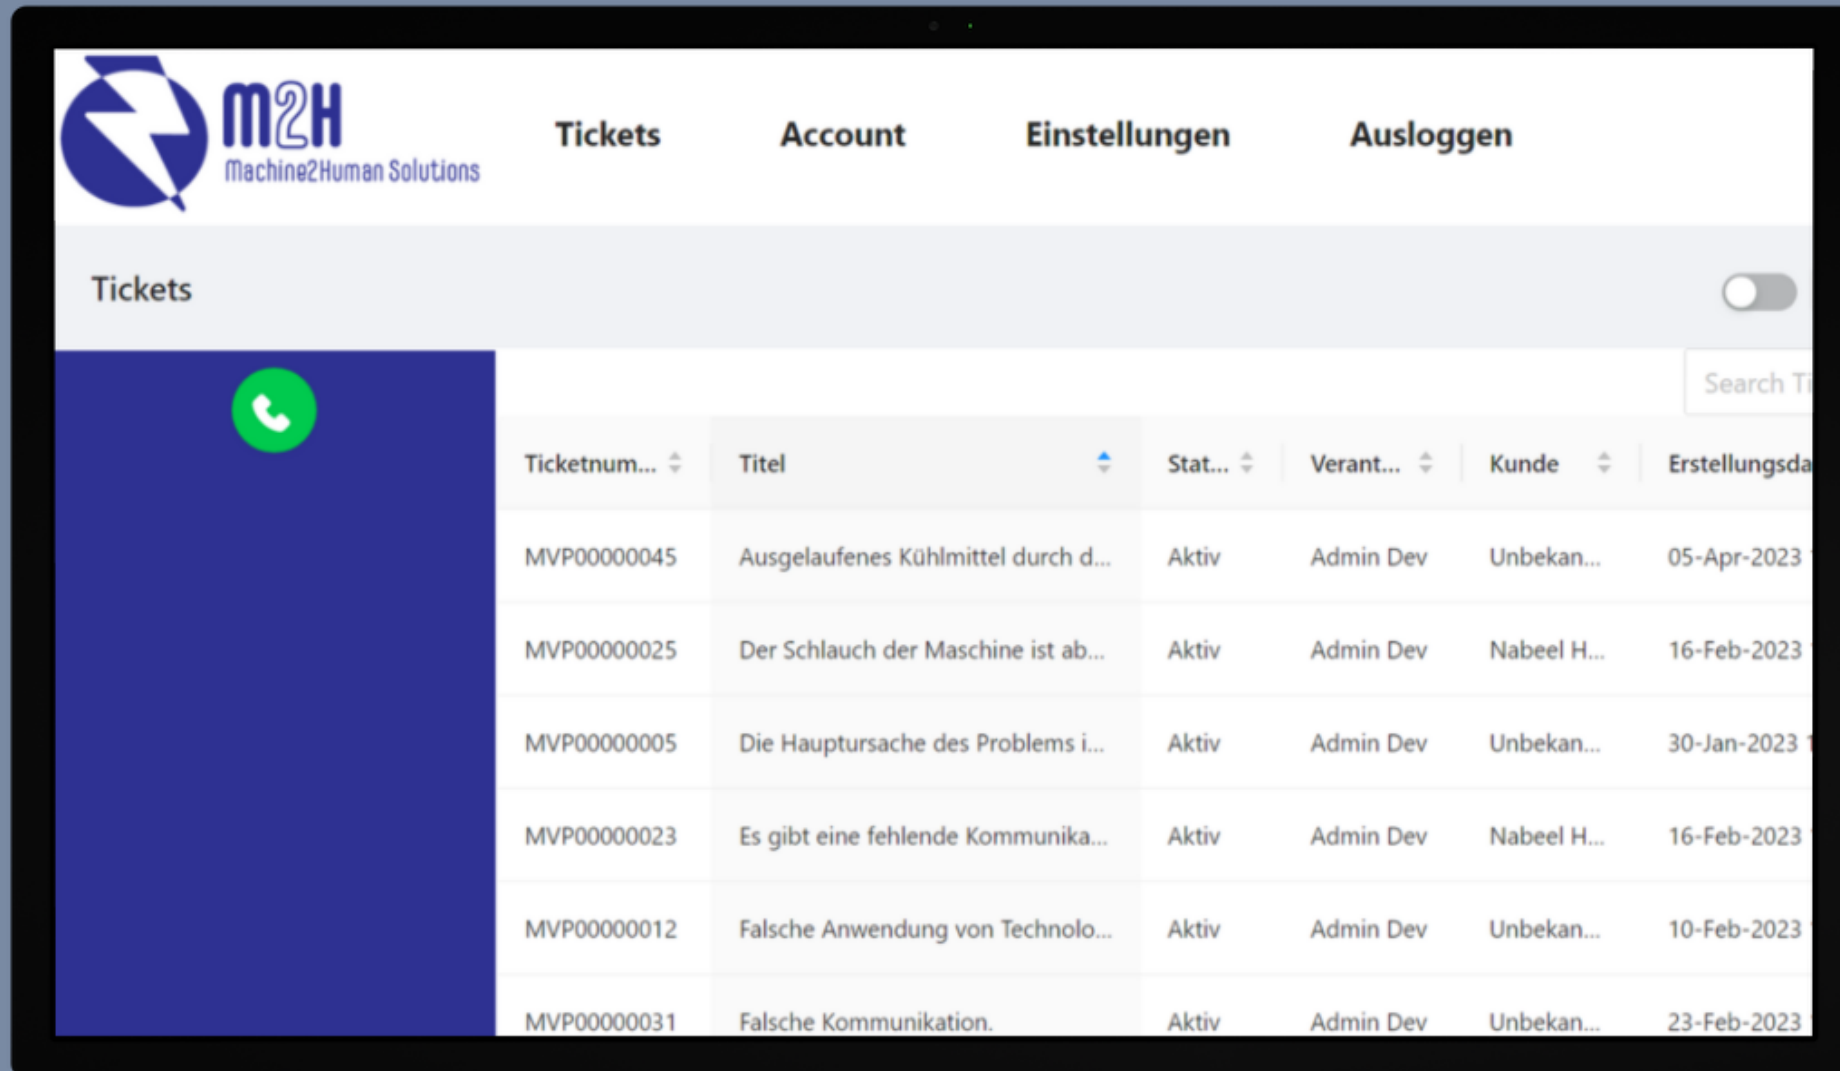 M2H
Machine2Human Solutions
Tickets Account Einstellungen Ausloggen
Tickets
Search
Ticketnum... Titel Stat... Verant... Kunde Erstellungsda
MVP00000045 Ausgelaufenes Kühlmittel durch d... Aktiv Admin Dev Unbekan... 05-Apr-2023
MVP00000025 Der Schlauch der Maschine ist ab... Aktiv Admin Dev Nabeel H... 16-Feb-2023
MVP00000005 Die Hauptursache des Problems i... Aktiv Admin Dev Unbekan... 30-Jan-2023
MVP00000023 Es gibt eine fehlende Kommunika... Aktiv Admin Dev Nabeel H... 16-Feb-2023
MVP00000012 Falsche Anwendung von Technolo... Aktiv Admin Dev Unbekan... 10-Feb-2023
MVP00000031 Falsche Kommunikation. Aktiv Admin Dev Unbekan... 23-Feb-2023